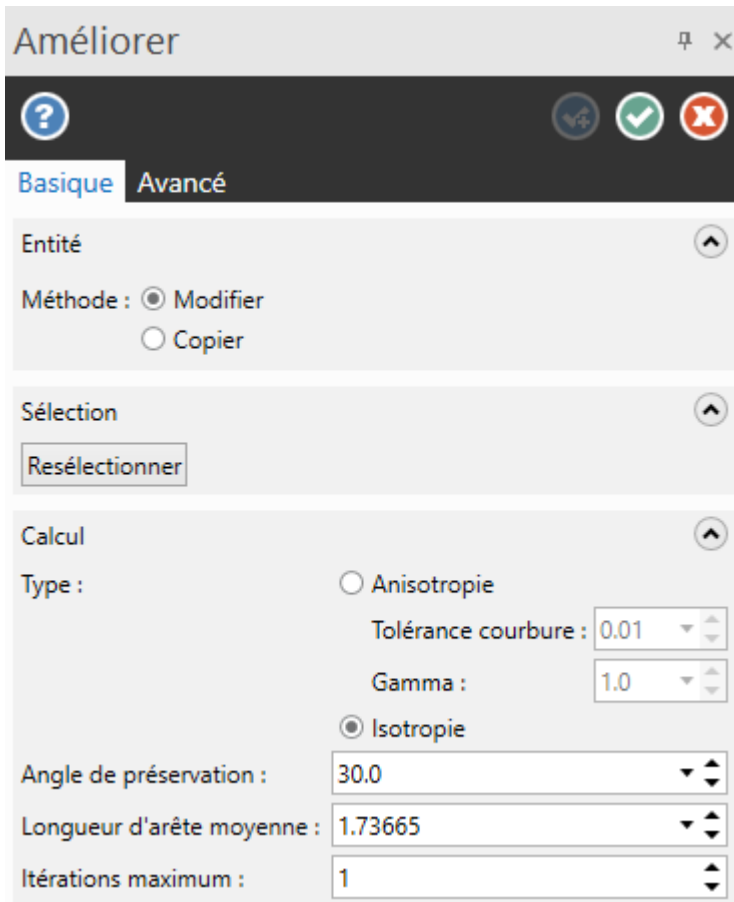 Améliorer
Basique Avancé
Entité
Méthode : Modifier
Copier
Sélection
Resélectionner
Calcul
Type : Anisotropie
Tolérance courbure : 0.01
Gamma : 1.0
Isotropie
Angle de préservation : 30.0
Longueur d'arête moyenne : 1.73665
Itérations maximum : 1